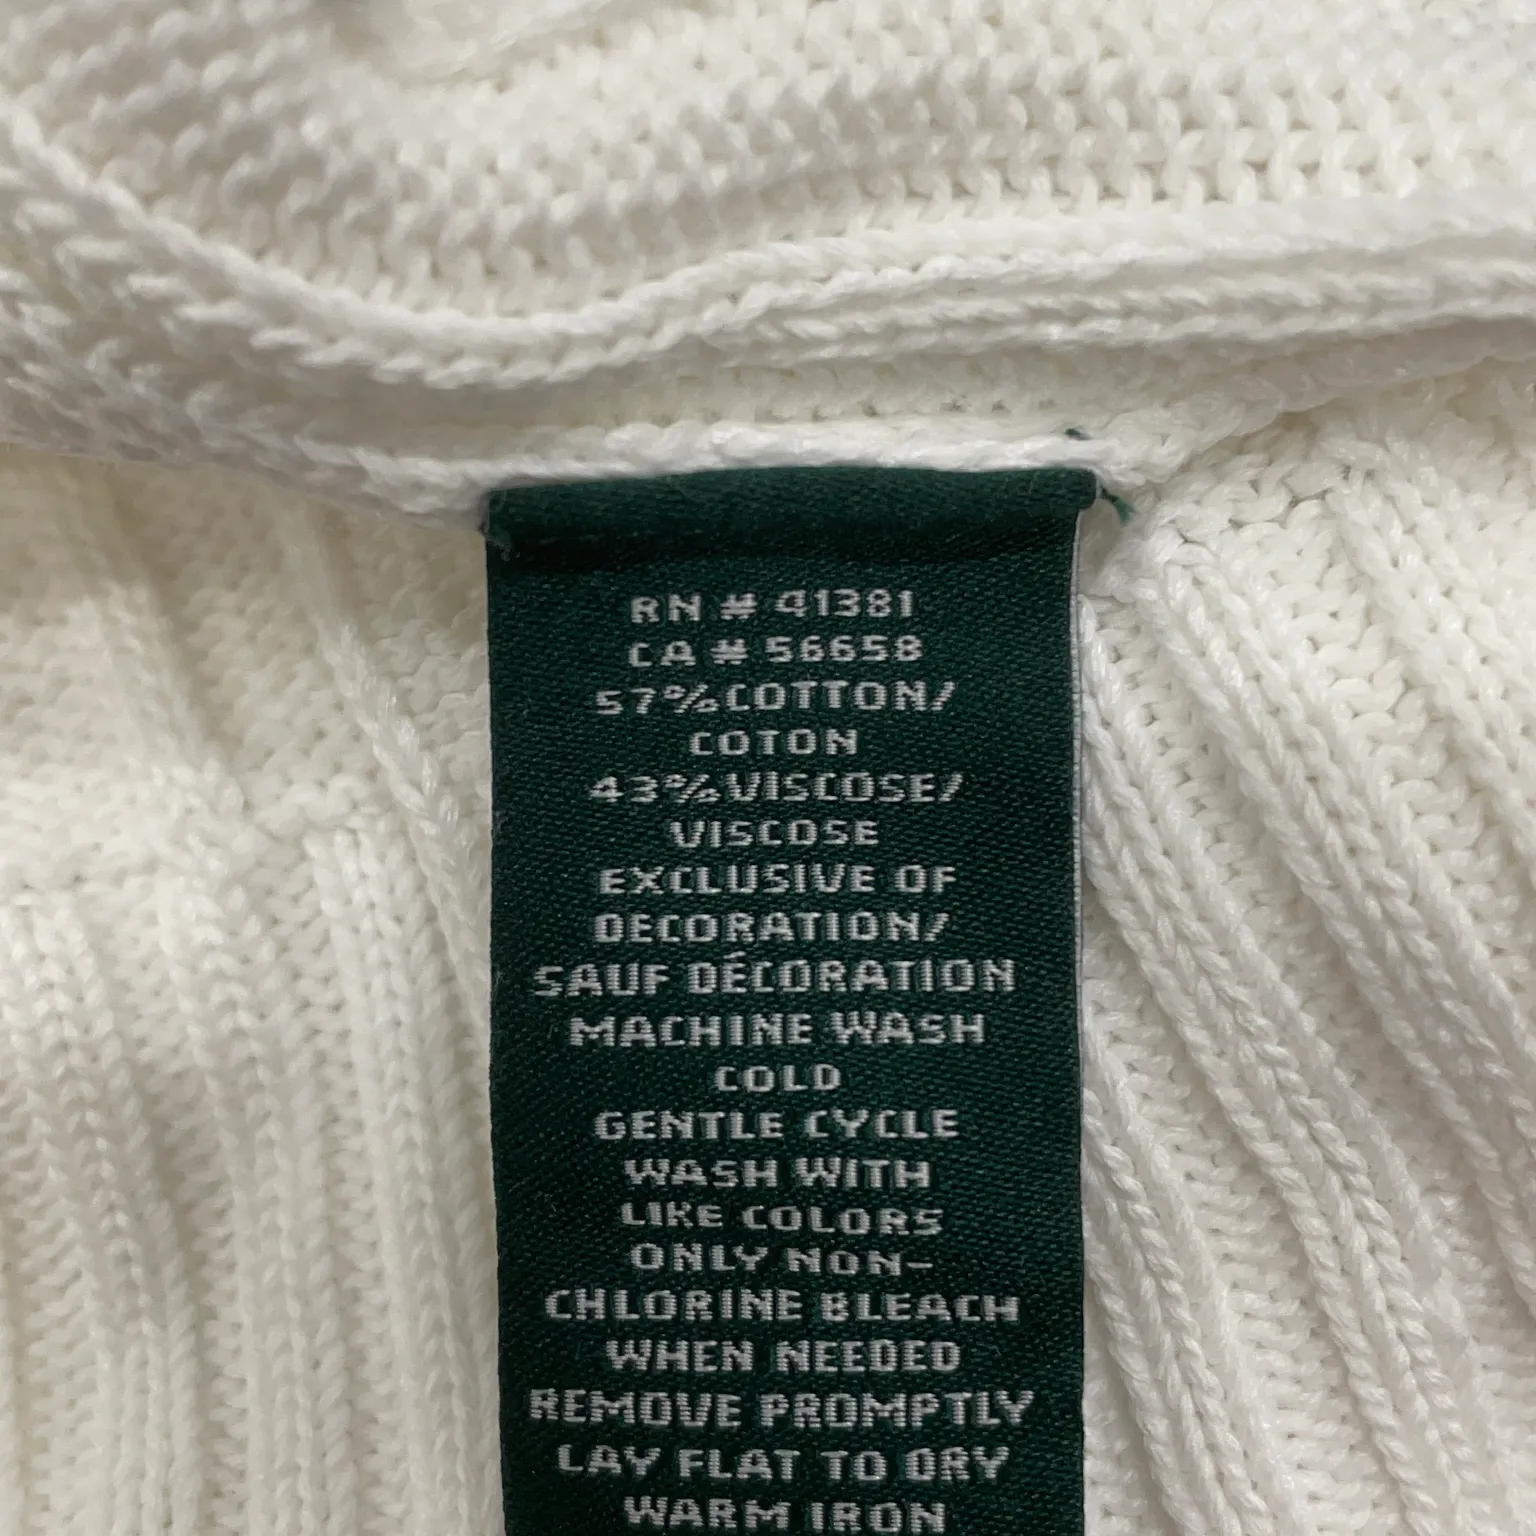 RN # 41381
CA # 56658
57% COTTON/
COTON
43% VISCOSE/
VISCOSE
EXCLUSIVE OF
DECORATION/
SAUF DÉCORATION
MACHINE WASH
COLD
GENTLE CYCLE
WASH WITH
LIKE COLORS
ONLY NON-
CHLORINE BLEACH
WHEN NEEDED
REMOVE PROMPTLY
LAY FLAT TO DRY
WARM IRON